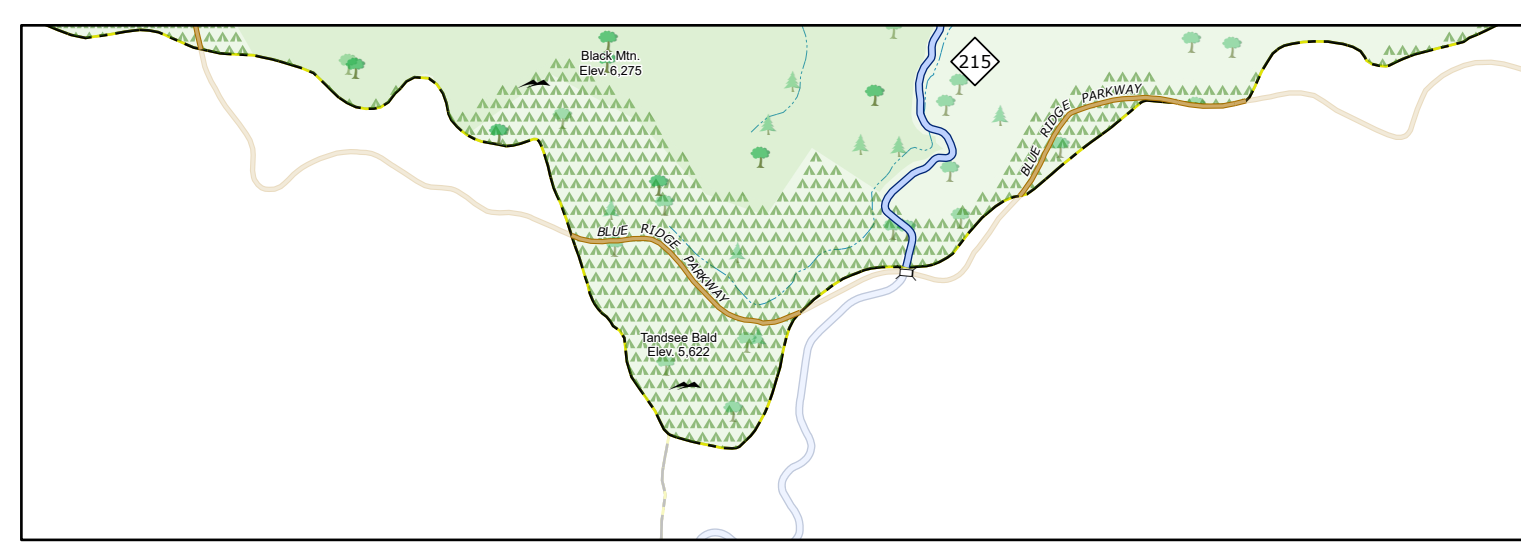 Black Mtn.
Elev. 6,275
215
BLUE RIDGE PARKWAY
BLUE RIDGE PARKWAY
Tandsee Bald
Elev. 5,622